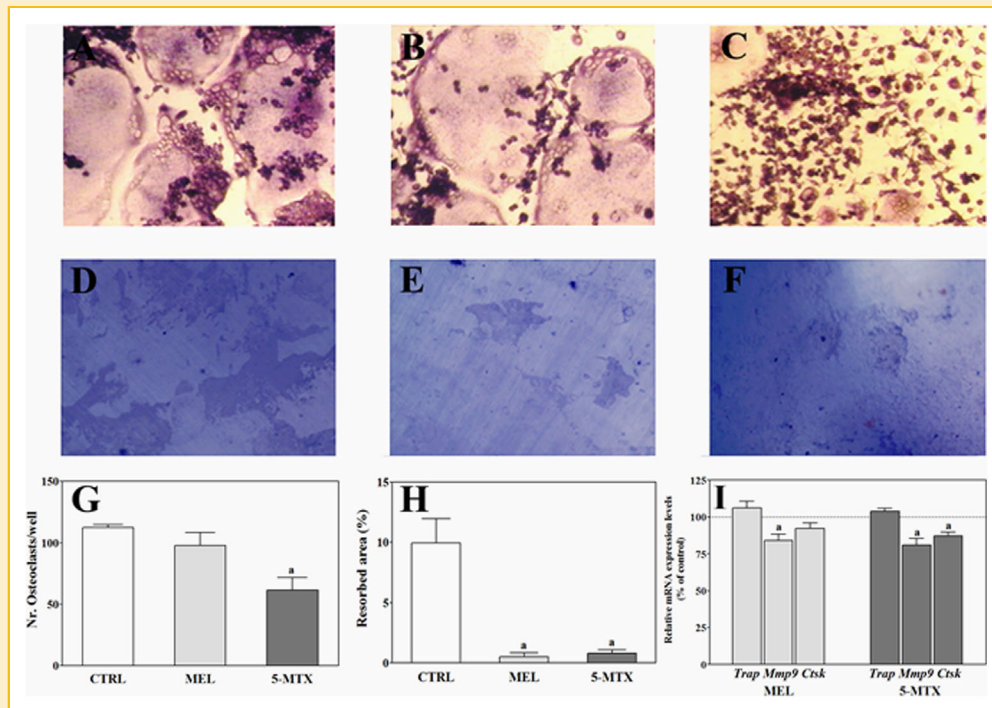 A
B
C
D
E
F
G
150
100
50
0
Nr. Osteoclasts/well
a
CTRL
MEL
5-MTX
H
15
10
5
0
Resorbed area (%)
a
a
CTRL
MEL
5-MTX
I
125
100
75
50
25
0
Relative mRNA expression levels
(% of control)
a
a
a
Trap Mmp9 Ctsk
MEL
Trap Mmp9 Ctsk
5-MTX